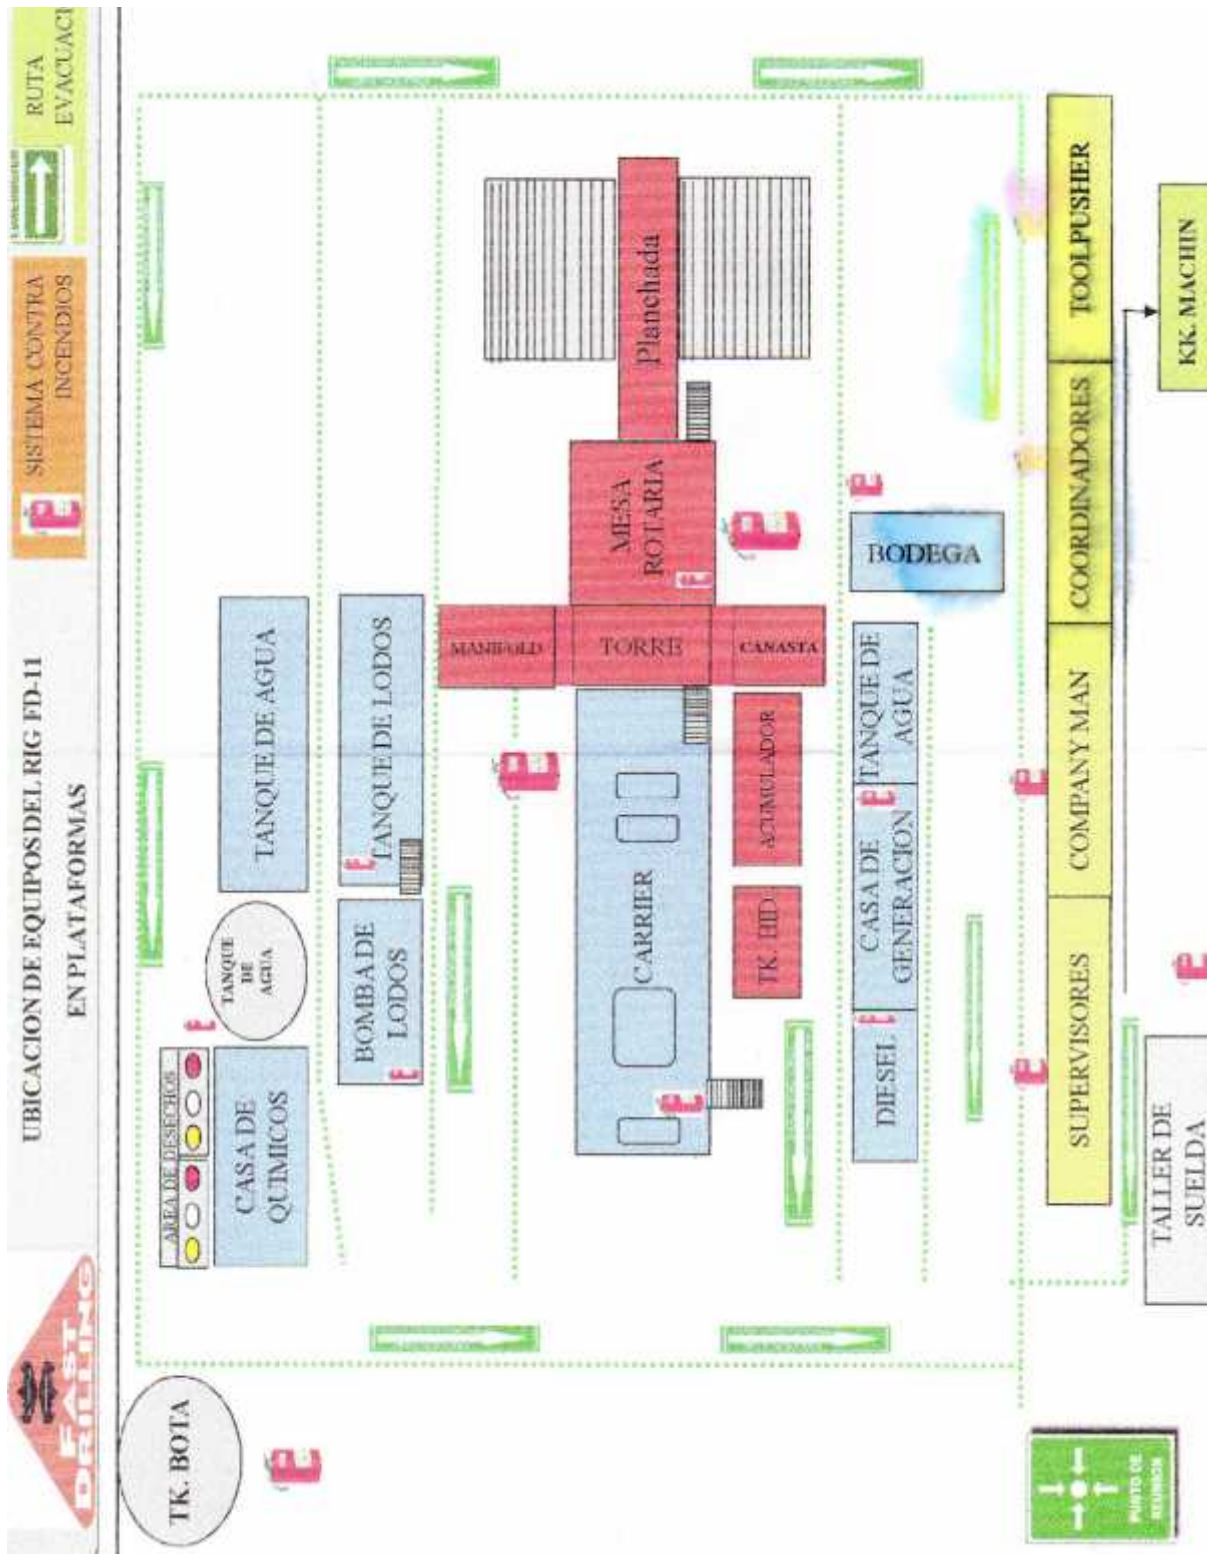 FAST
DRILLING
UBICACION DE EQUIPOS DEL RIG FD-11
EN PLATAFORMAS
SISTEMA CONTRA
INCENDIOS
RUTA
EVACUACI
TK. BOTA
AREA DE DESECHOS
CASA DE
QUIMICOS
TANQUE
DE
AGUA
TANQUE DE AGUA
BOMBA DE
LODOS
TANQUE DE LODOS
MANIFOLD
CARRIER
TORRE
MESA
ROTARIA
Planchada
CANASTA
TK. HID
ACUMULADOR
DIESEL
CASA DE
GENERACION
TANQUE DE
AGUA
BODEGA
SUPERVISORES
COMPANY MAN
COORDINADORES
TOOLPUSHER
PUNTO DE
REUNION
TALLER DE
SUELDA
KK. MACHIN